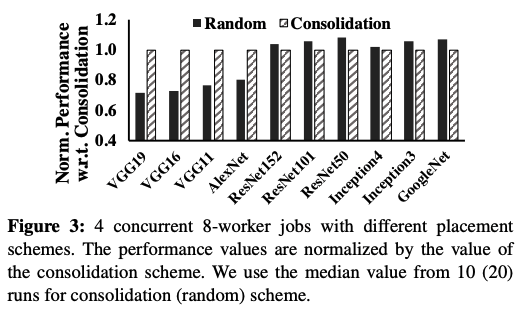 Random Consolidation
Norm. Performance
w.r.t. Consolidation
1.2
1.0
0.8
0.6
0.4
VGG19
VGG16
VGG11
AlexNet
ResNet152
ResNet101
ResNet50
Inception4
Inception3
GoogleNet
Figure 3: 4 concurrent 8-worker jobs with different placement
schemes. The performance values are normalized by the value of
the consolidation scheme. We use the median value from 10 (20)
runs for consolidation (random) scheme.